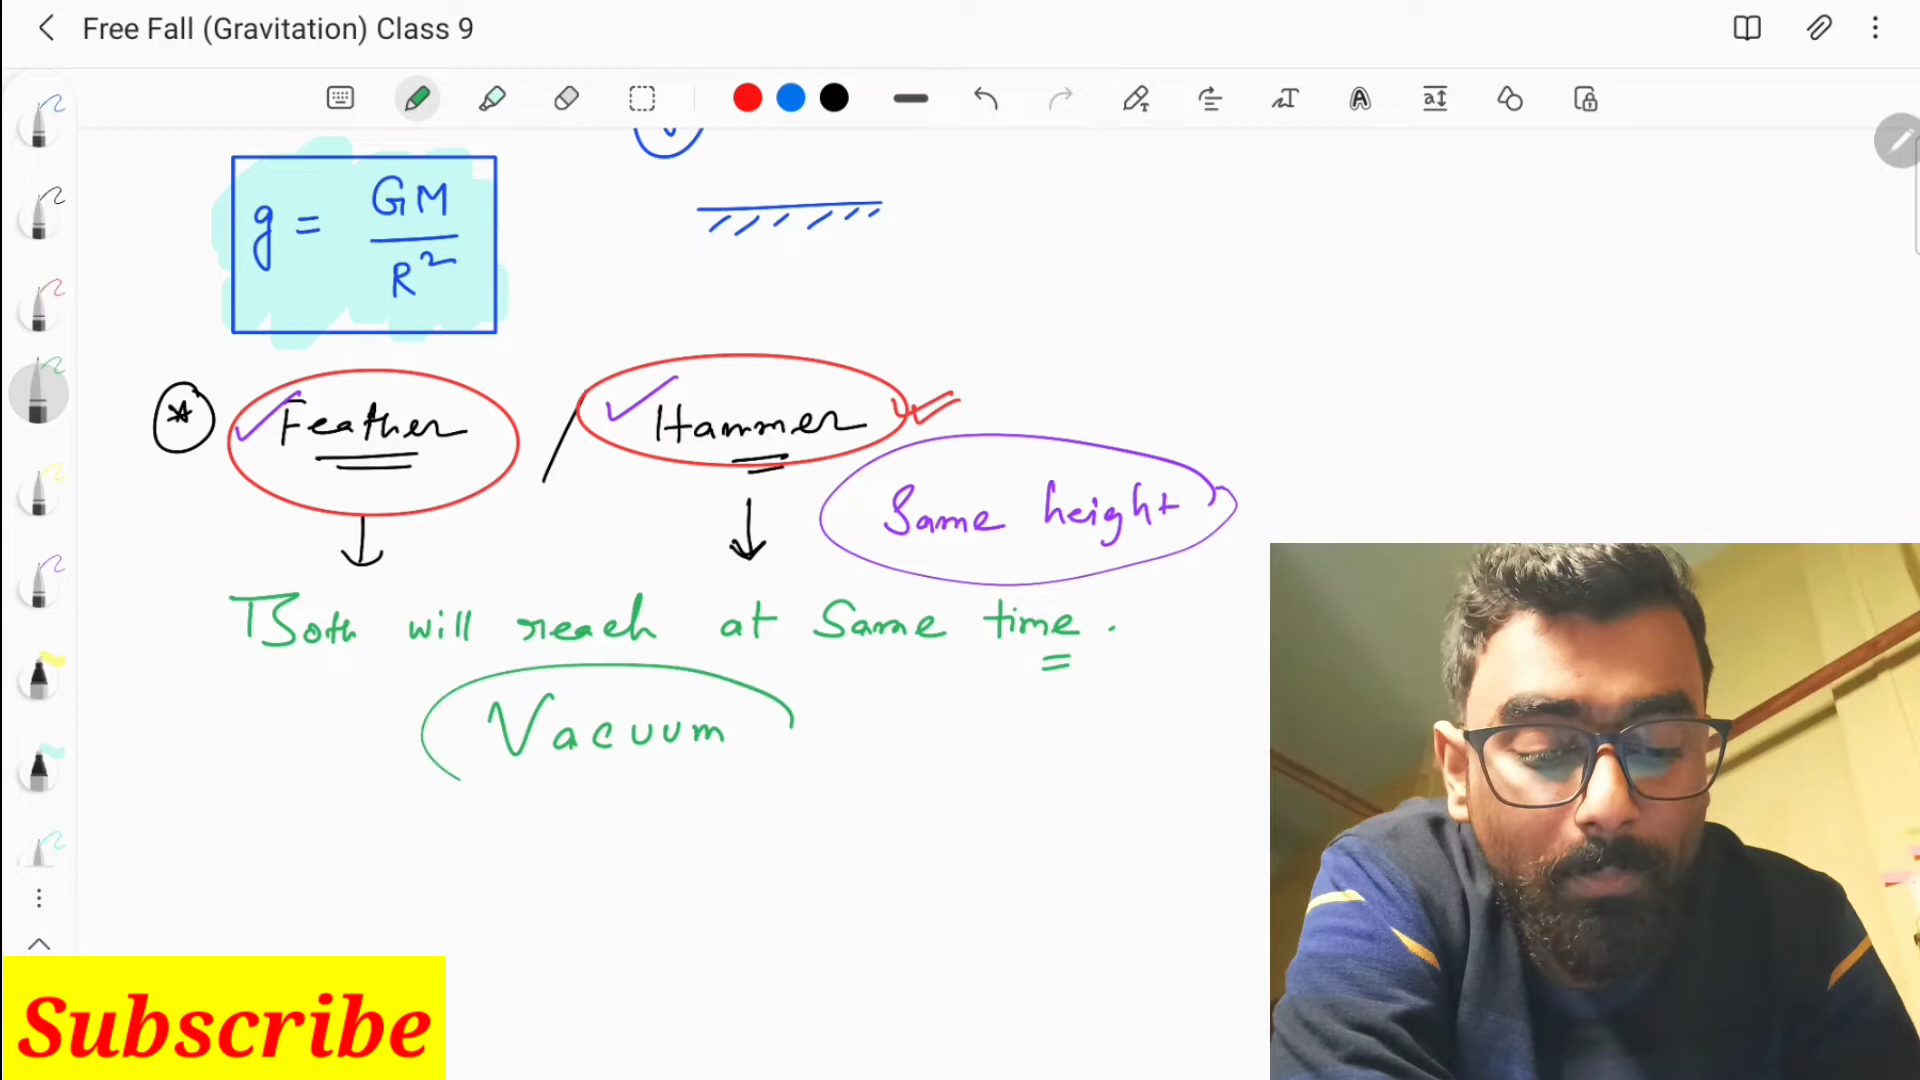 Free Fall (Gravitation) Class 9
g = GM / R²
* Feather / Hammer
Same height
Both will reach at Same time.
Vacuum
Subscribe